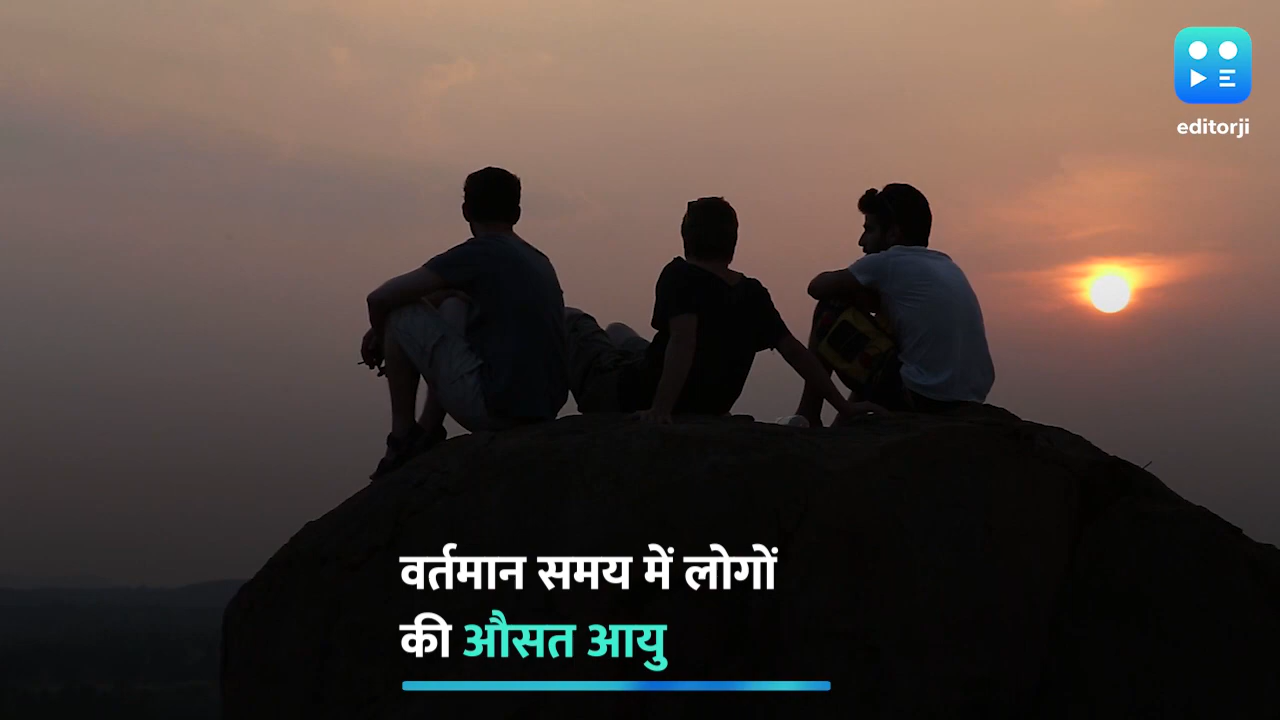 editorji
वर्तमान समय में लोगों
की औसत आयु